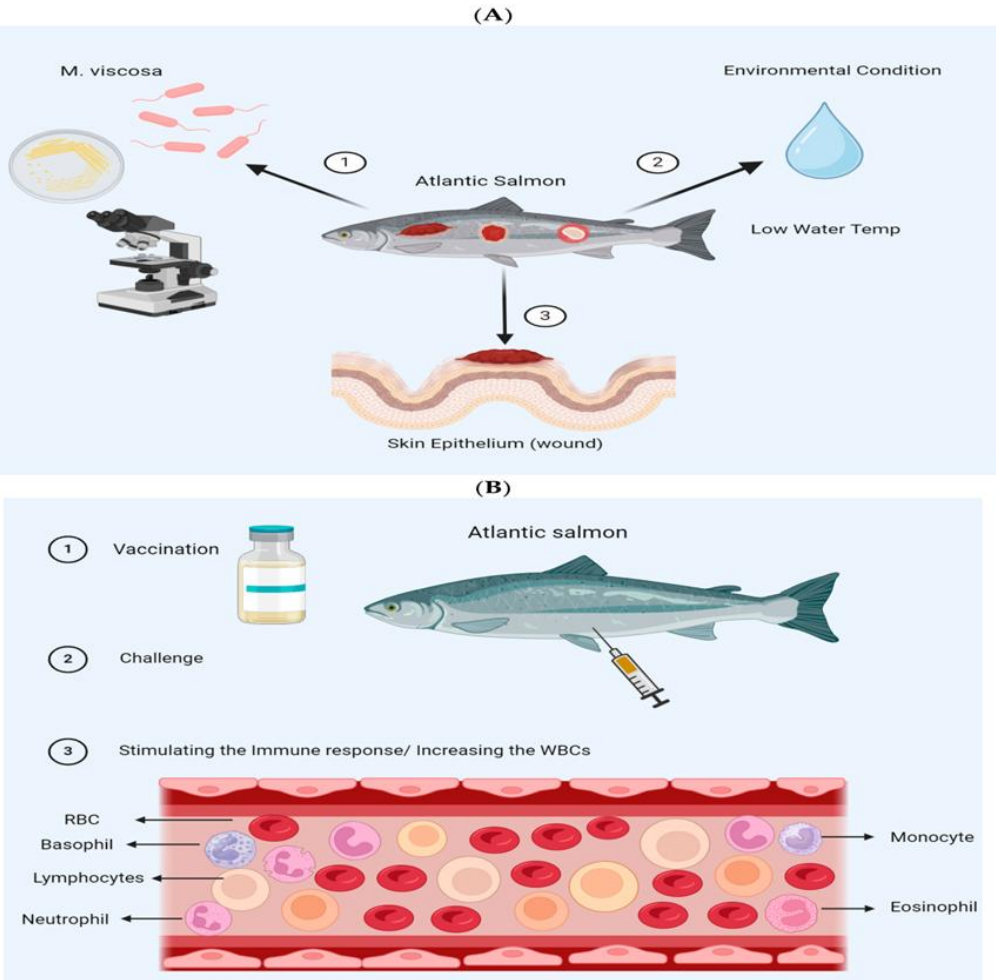 (A)
M. viscosa
Environmental Condition
1
2
Atlantic Salmon
Low Water Temp
3
Skin Epithelium (wound)
(B)
Atlantic salmon
1 Vaccination
2 Challenge
3 Stimulating the Immune response/ Increasing the WBCs
RBC
Basophil
Monocyte
Lymphocytes
Neutrophil
Eosinophil